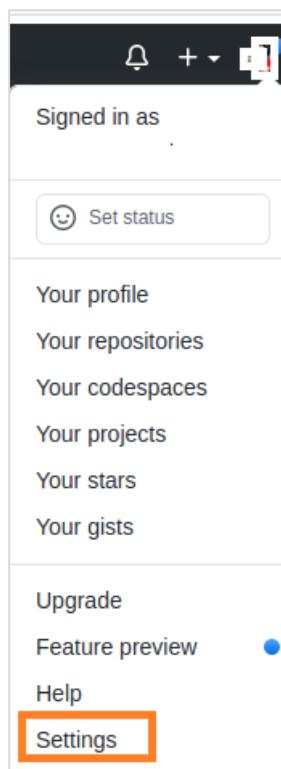 Signed in as
Set status
Your profile
Your repositories
Your codespaces
Your projects
Your stars
Your gists
Upgrade
Feature preview
Help
Settings